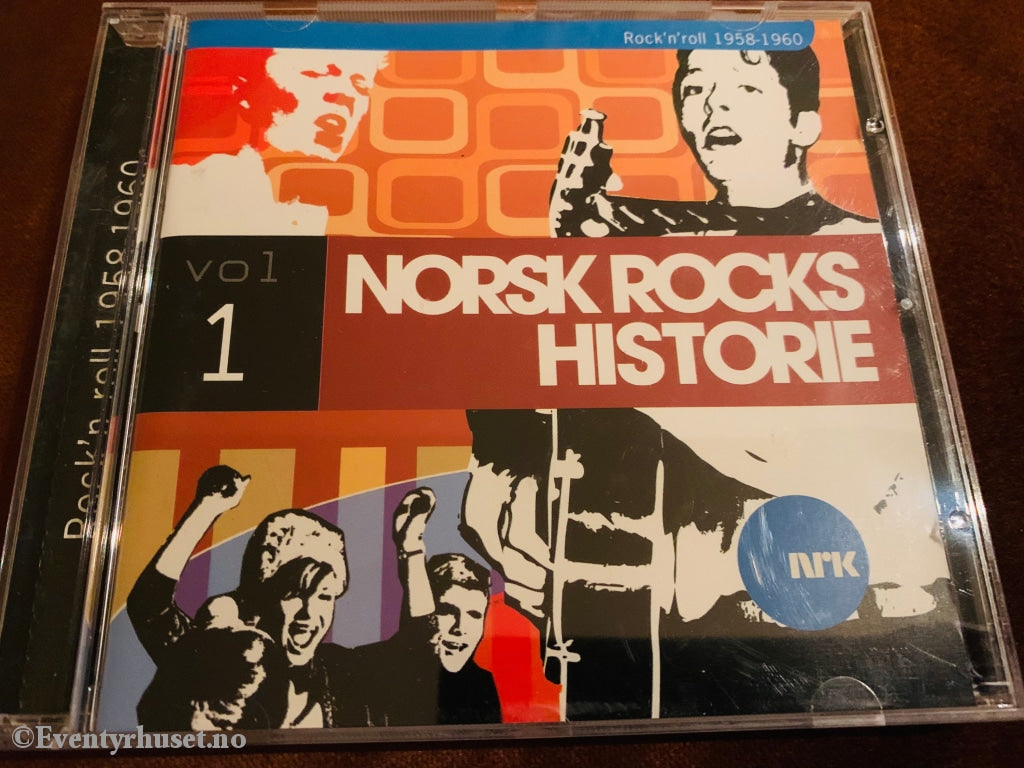 Rock'n'roll 1958-1960
Rock'n'roll 1958-1960
vol
1
NORSK ROCKS
HISTORIE
NRK
©Eventyrhuset.no